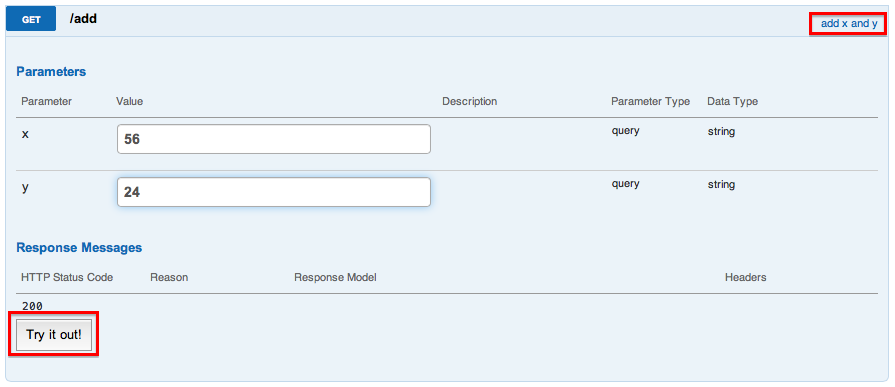 GET /add add x and y
Parameters
Parameter Value Description Parameter Type Data Type
x 56 query string
y 24 query string
Response Messages
HTTP Status Code Reason Response Model Headers
200
Try it out!